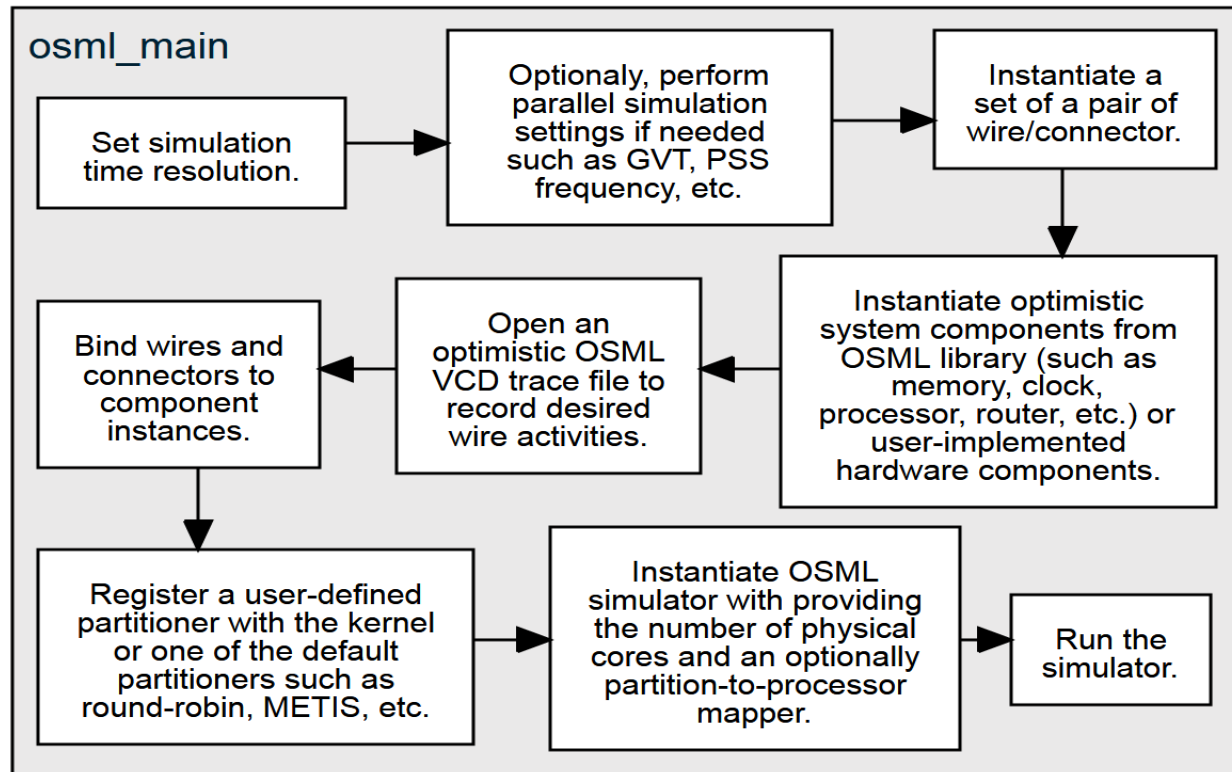 osml_main
Set simulation
time resolution.
Optionaly, perform
parallel simulation
settings if needed
such as GVT, PSS
frequency, etc.
Instantiate a
set of a pair of
wire/connector.
Instantiate optimistic
system components from
OSML library (such as
memory, clock,
processor, router, etc.) or
user-implemented
hardware components.
Open an
optimistic OSML
VCD trace file to
record desired
wire activities.
Bind wires and
connectors to
component
instances.
Register a user-defined
partitioner with the kernel
or one of the default
partitioners such as
round-robin, METIS, etc.
Instantiate OSML
simulator with providing
the number of physical
cores and an optionally
partition-to-processor
mapper.
Run the
simulator.